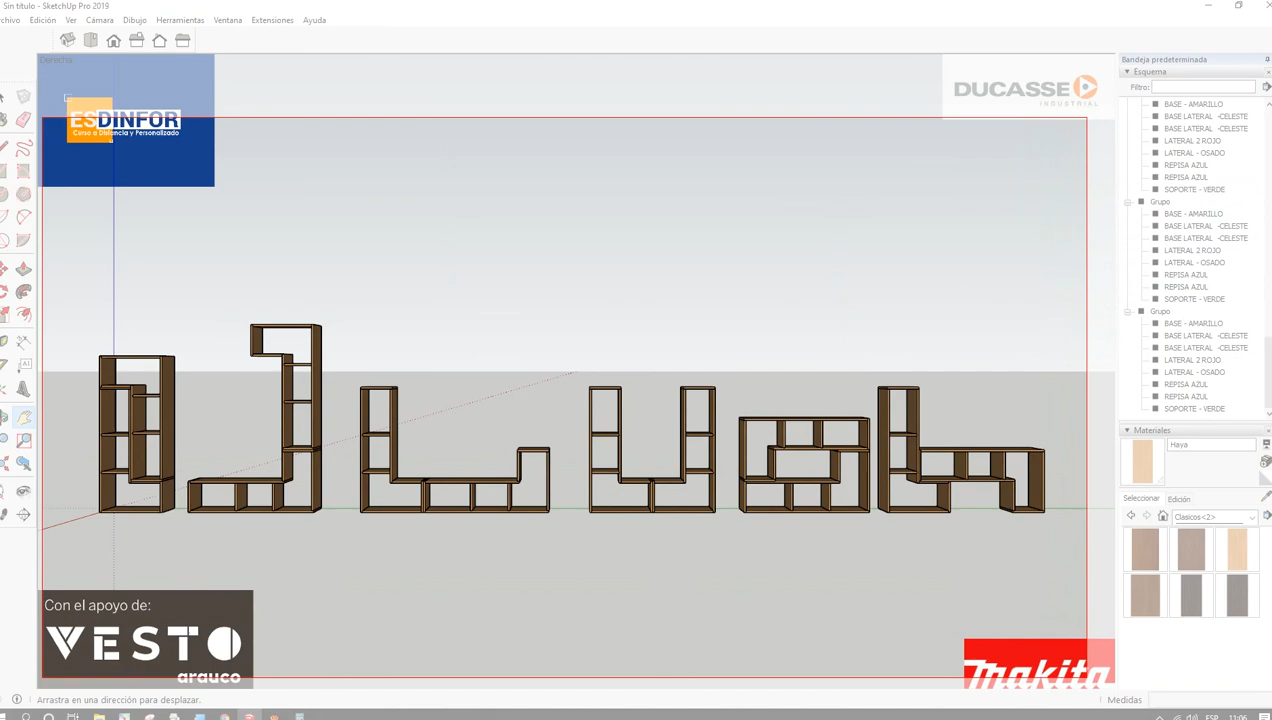 Sin título - SketchUp Pro 2019
rchivo Edición Ver Cámara Dibujo Herramientas Ventana Extensiones Ayuda
Derecha
ESDINFOR
Curso a Distancia y Personalizado
DUCASSE
INDUSTRIAL
Bandeja predeterminada
Esquema
Filtro:
BASE - AMARILLO
BASE LATERAL -CELESTE
BASE LATERAL -CELESTE
LATERAL 2 ROJO
LATERAL - OSADO
REPISA AZUL
REPISA AZUL
SOPORTE - VERDE
Grupo
BASE - AMARILLO
BASE LATERAL -CELESTE
BASE LATERAL -CELESTE
LATERAL 2 ROJO
LATERAL - OSADO
REPISA AZUL
REPISA AZUL
SOPORTE - VERDE
Grupo
BASE - AMARILLO
BASE LATERAL -CELESTE
BASE LATERAL -CELESTE
LATERAL 2 ROJO
LATERAL - OSADO
REPISA AZUL
REPISA AZUL
SOPORTE - VERDE
Materiales
Haya
Seleccionar Edición
Clasicos<2>
Con el apoyo de:
VESTO
arauco
makita
Arrastra en una dirección para desplazar.
Medidas
ESP 11:06